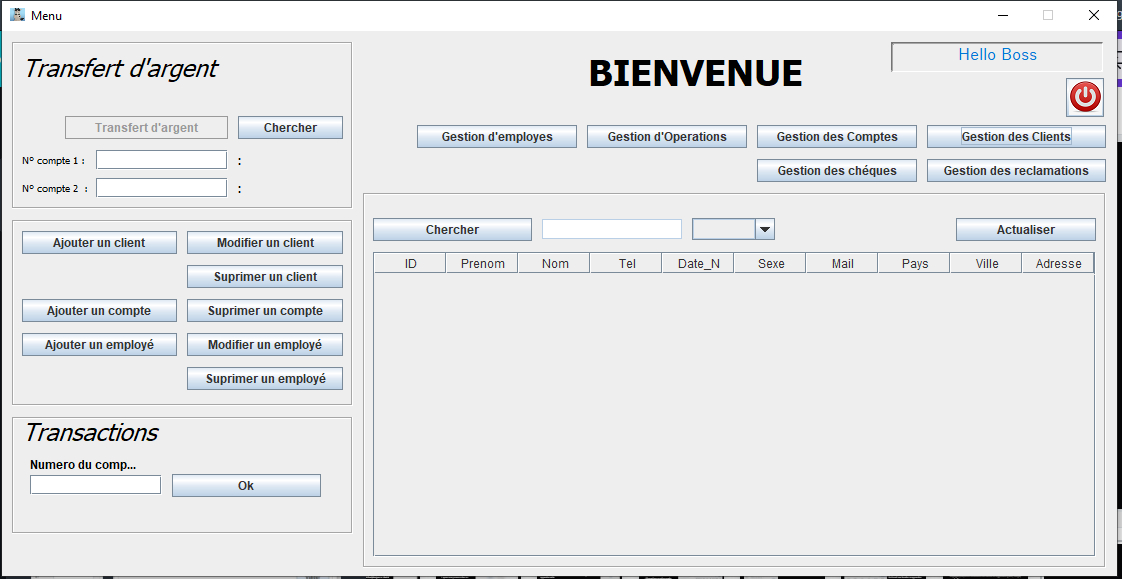 Menu
Transfert d'argent
Transfert d'argent
Chercher
N° compte 1 :
:
N° compte 2 :
:
Ajouter un client
Modifier un client
Suprimer un client
Ajouter un compte
Suprimer un compte
Ajouter un employé
Modifier un employé
Suprimer un employé
Transactions
Numero du comp...
Ok
BIENVENUE
Hello Boss
Gestion d'employes
Gestion d'Operations
Gestion des Comptes
Gestion des Clients
Gestion des chéques
Gestion des reclamations
Chercher
Actualiser
ID Prenom Nom Tel Date_N Sexe Mail Pays Ville Adresse